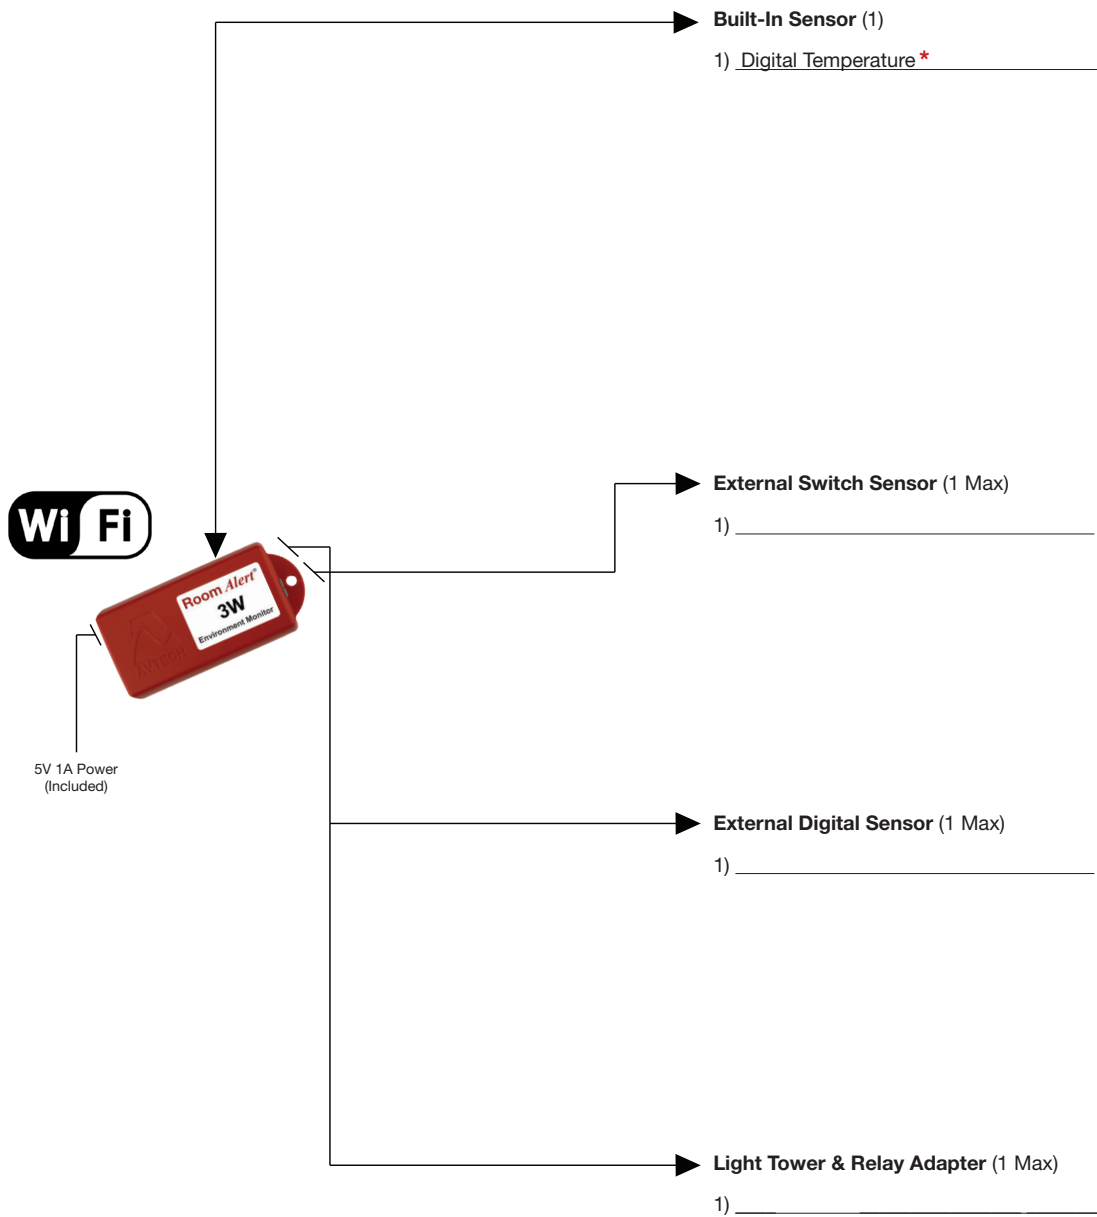 Built-In Sensor (1)
1) Digital Temperature*
External Switch Sensor (1 Max)
1)
Wi Fi
Room Alert®
3W
Environment Monitor
AVTECH
5V 1A Power
(Included)
External Digital Sensor (1 Max)
1)
Light Tower & Relay Adapter (1 Max)
1)